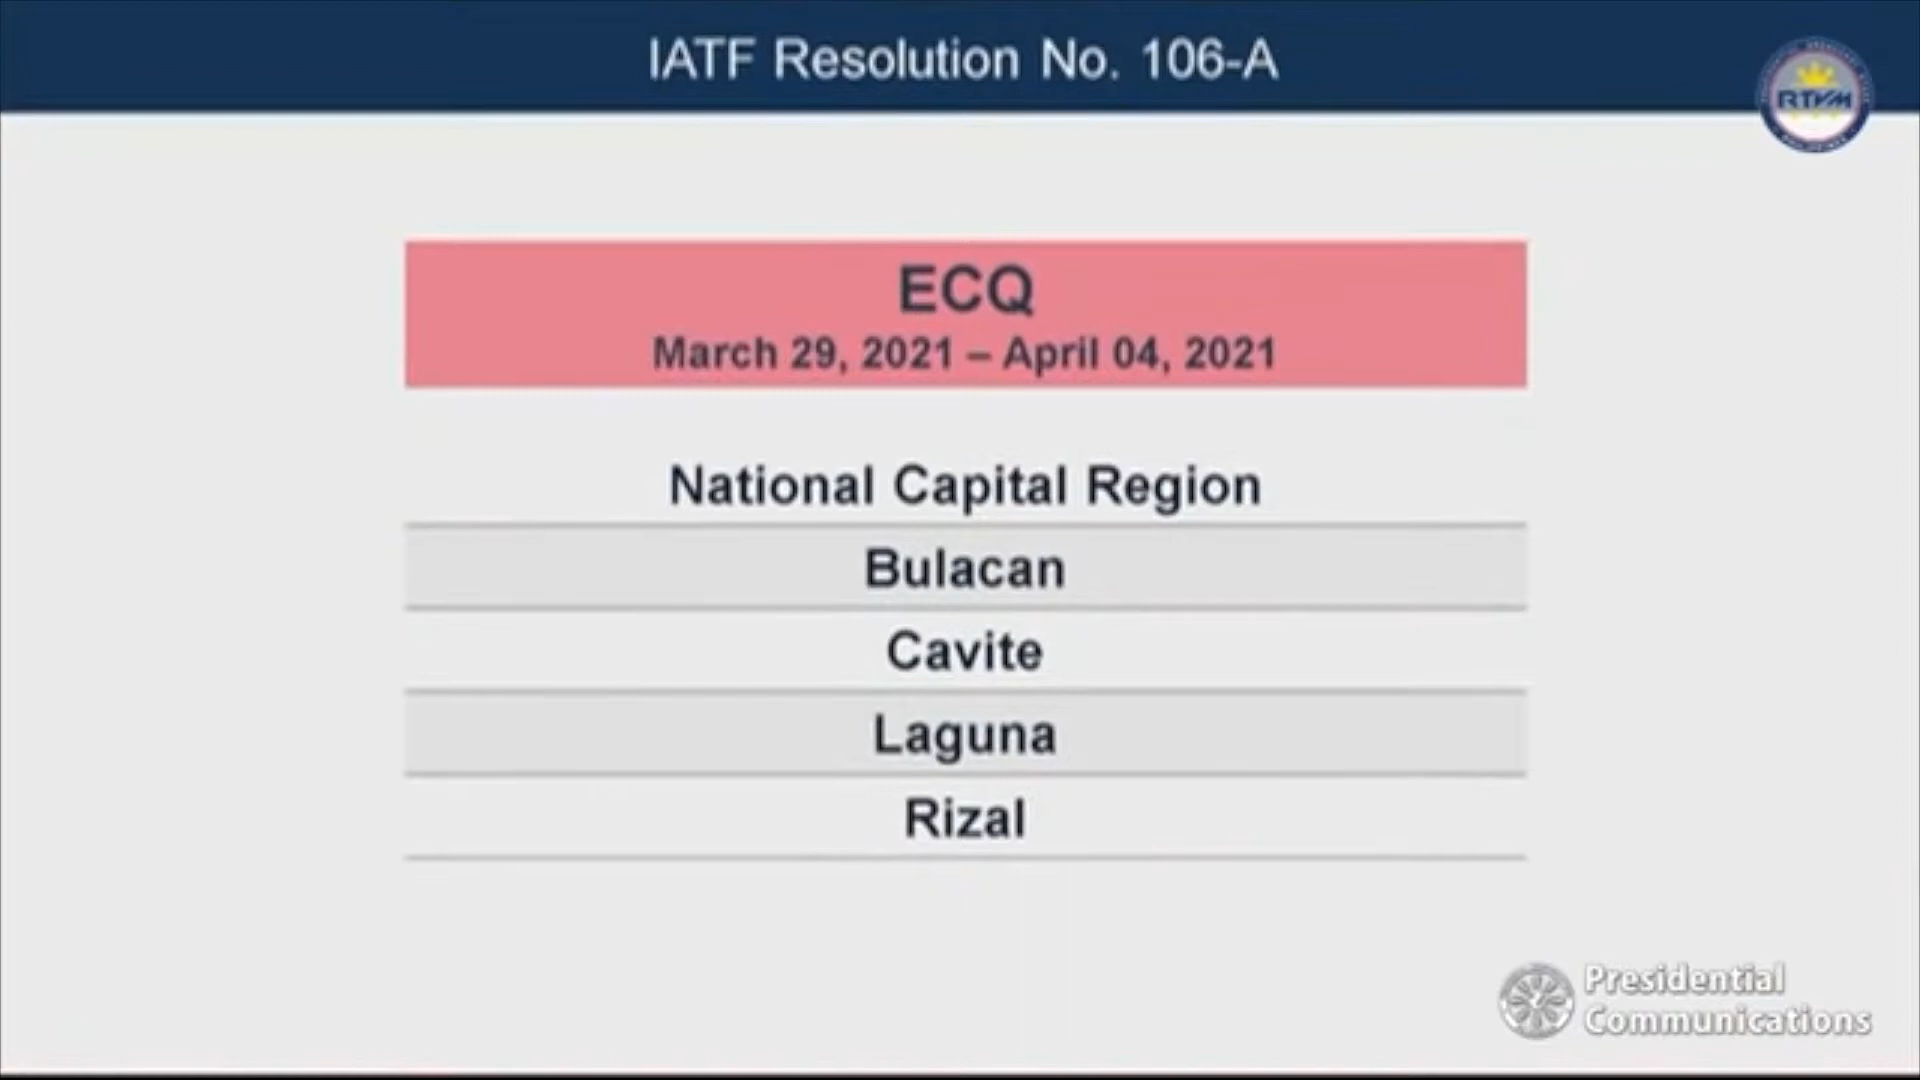 IATF Resolution No. 106-A
RTVM
ECQ
March 29, 2021 – April 04, 2021
National Capital Region
Bulacan
Cavite
Laguna
Rizal
Presidential
Communications